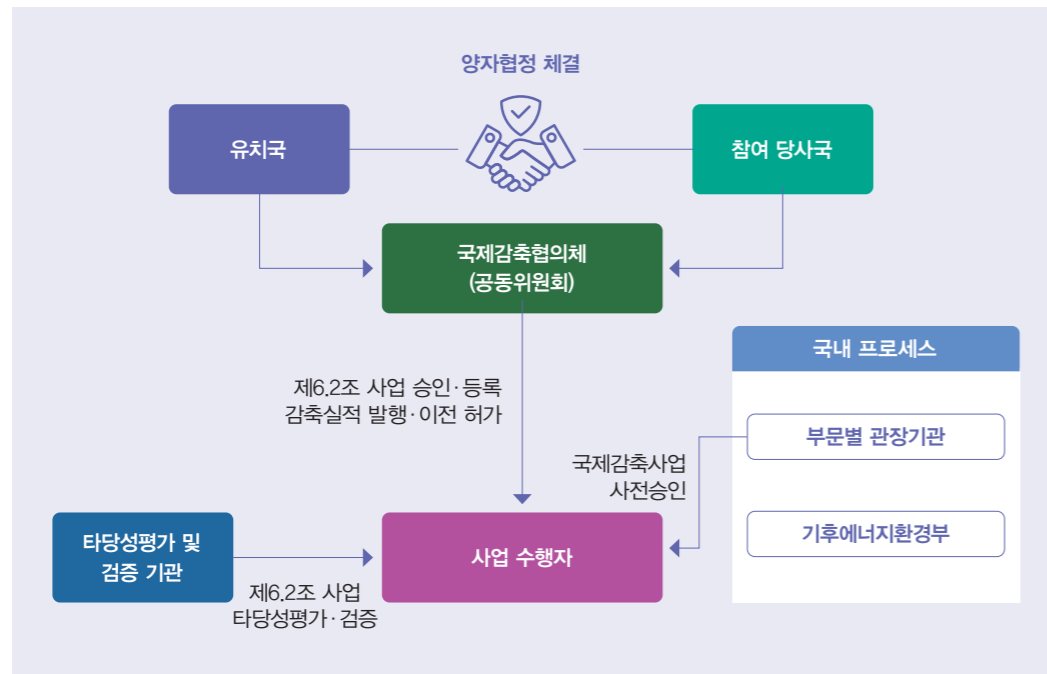 양자협정 체결
유치국
참여 당사국
국제감축협의체
(공동위원회)
국내 프로세스
제6.2조 사업 승인·등록
감축실적 발행·이전 허가
부문별 관장기관
국제감축사업
사전승인
기후에너지환경부
타당성평가 및
검증 기관
사업 수행자
제6.2조 사업
타당성평가·검증